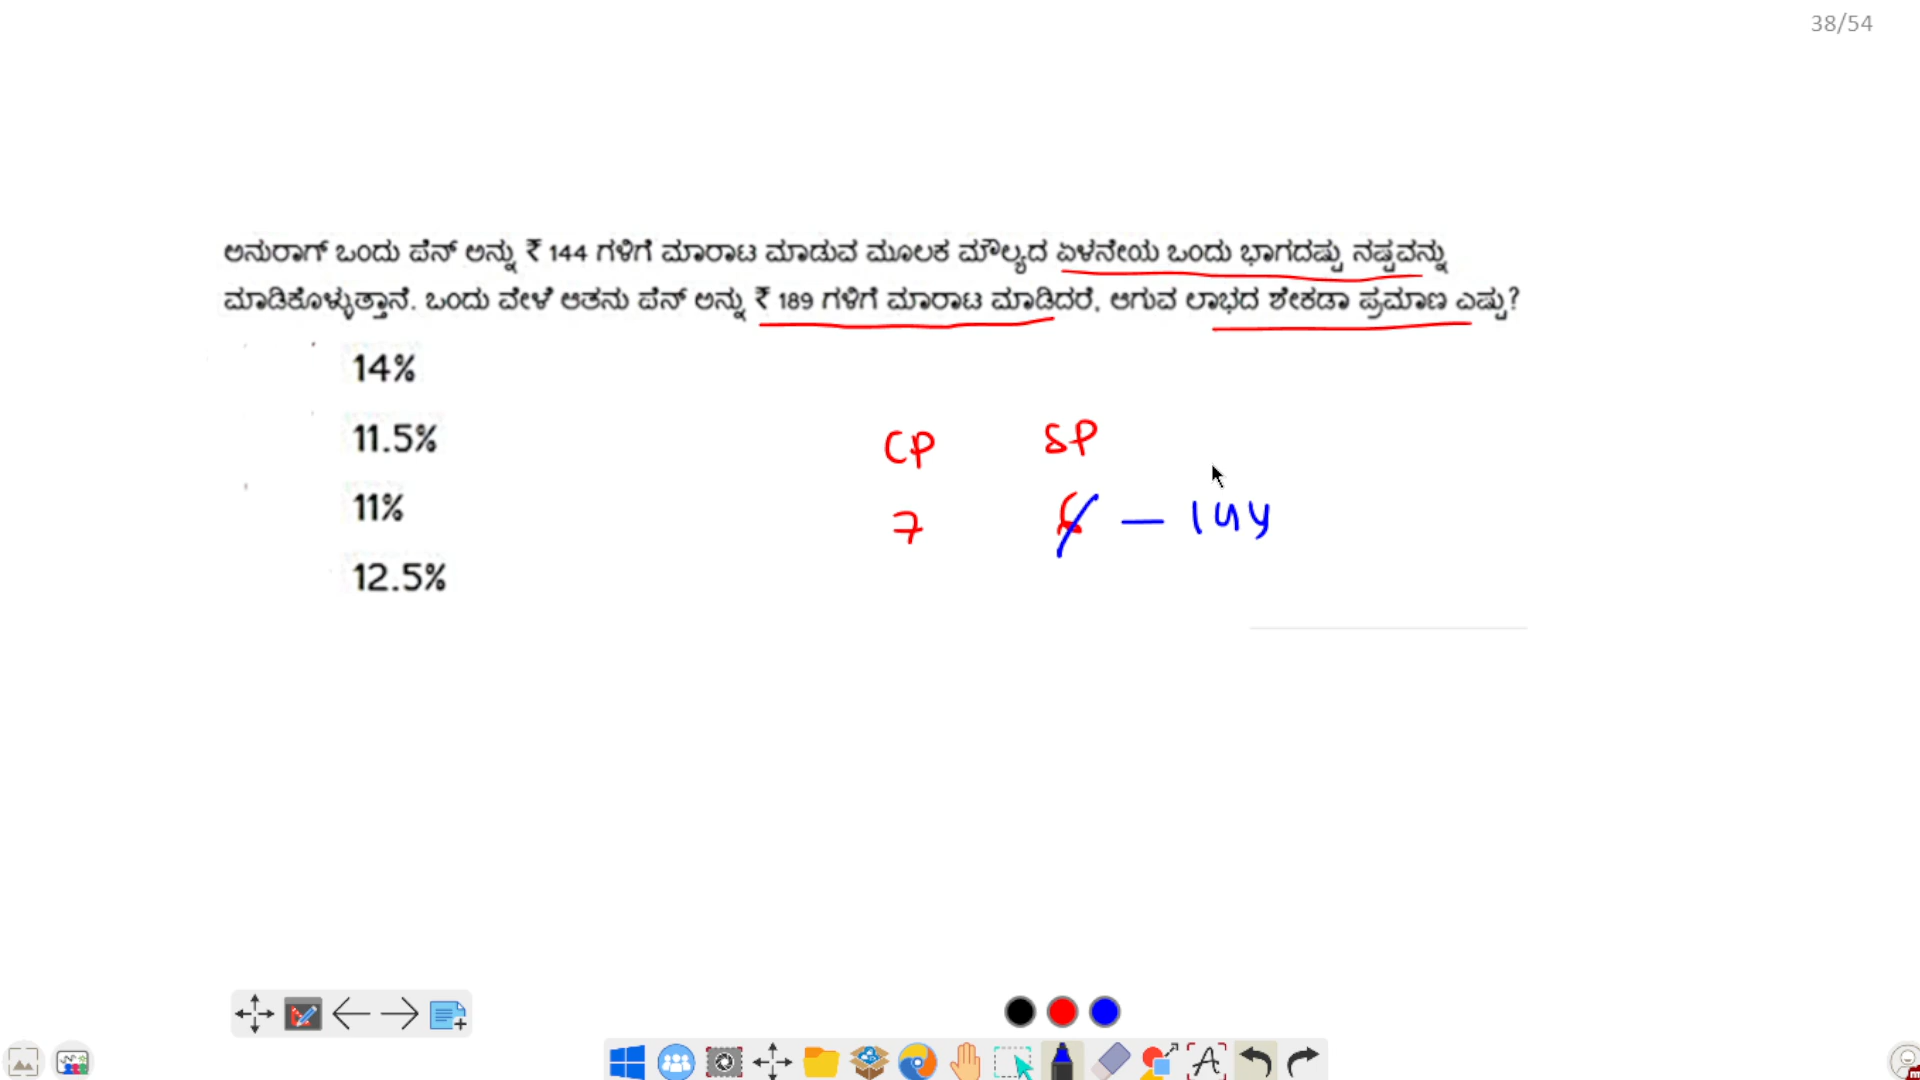 38/54
ಅನುರಾಗ್ ಒಂದು ಪೆನ್ ಅನ್ನು ₹ 144 ಗಳಿಗೆ ಮಾರಾಟ ಮಾಡುವ ಮೂಲಕ ಮೌಲ್ಯದ ಏಳನೇಯ ಒಂದು ಭಾಗದಷ್ಟು ನಷ್ಟವನ್ನು
ಮಾಡಿಕೊಳ್ಳುತ್ತಾನೆ. ಒಂದು ವೇಳೆ ಆತನು ಪೆನ್ ಅನ್ನು ₹ 189 ಗಳಿಗೆ ಮಾರಾಟ ಮಾಡಿದರೆ, ಆಗುವ ಲಾಭದ ಶೇಕಡಾ ಪ್ರಮಾಣ ಎಷ್ಟು?
14%
11.5%
11%
12.5%
CP SP
7 6 — 144